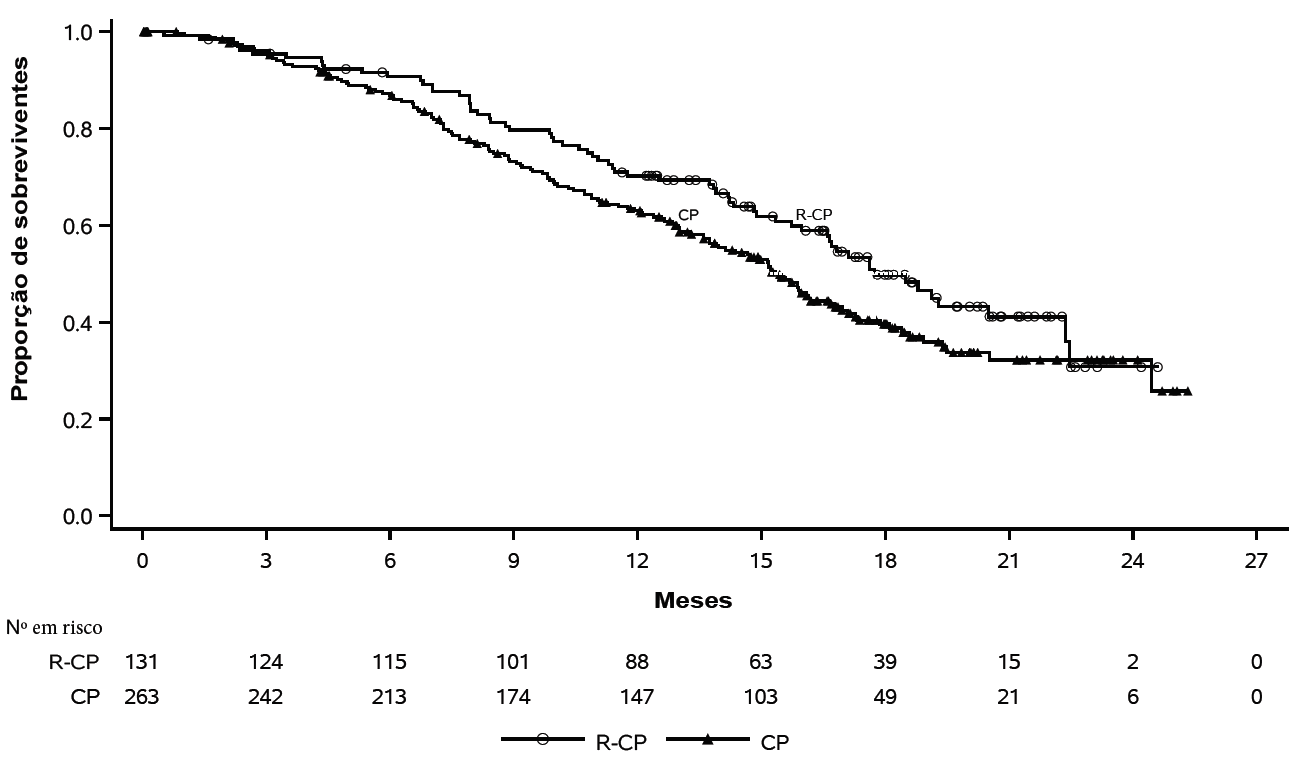 Proporção de sobreviventes
1.0
0.8
0.6
0.4
0.2
0.0
CP
R-CP
0 3 6 9 12 15 18 21 24 27
Meses
Nº em risco
R-CP 131 124 115 101 88 63 39 15 2 0
CP 263 242 213 174 147 103 49 21 6 0
R-CP CP